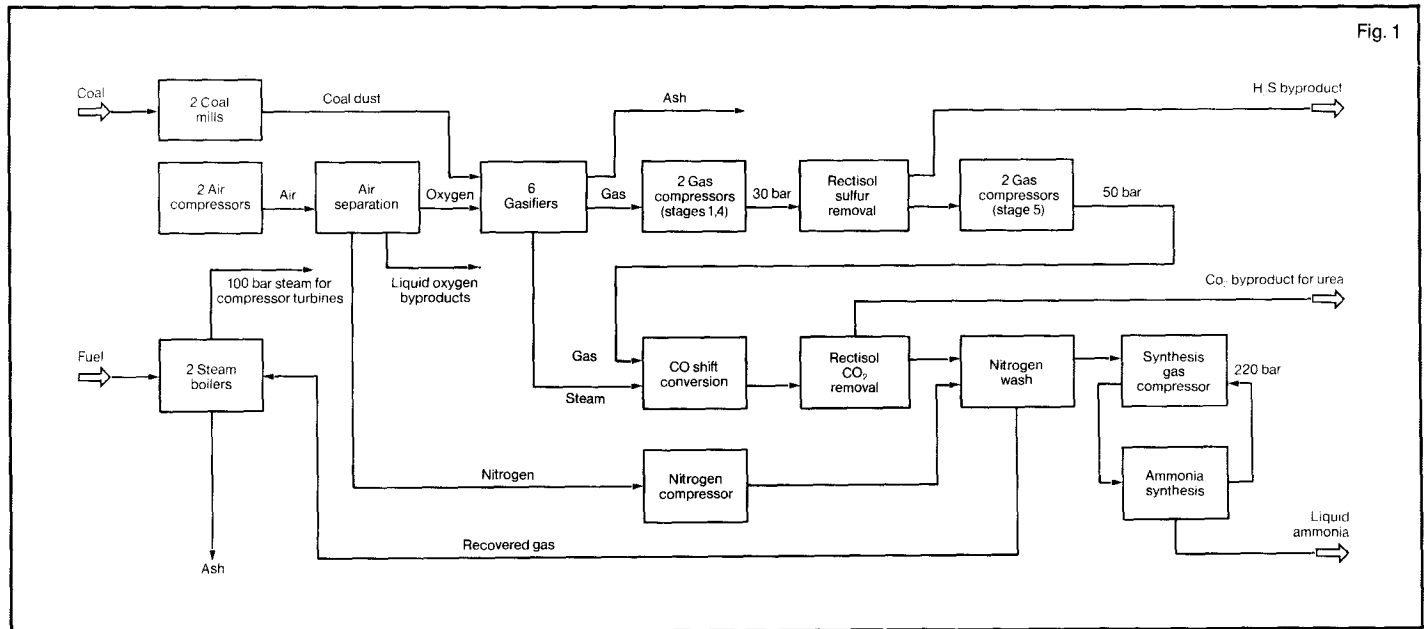 Fig. 1
Coal
2 Coal
mills
Coal dust
Ash
H2S byproduct
2 Air
compressors
Air
Air
separation
Oxygen
6
Gasifiers
Gas
2 Gas
compressors
(stages 1,4)
30 bar
Rectisol
sulfur
removal
2 Gas
compressors
(stage 5)
50 bar
100 bar steam for
compressor turbines
Liquid oxygen
byproducts
Co2 byproduct for urea
Fuel
2 Steam
boilers
Gas
Steam
CO shift
conversion
Rectisol
CO2
removal
Nitrogen
wash
Synthesis
gas
compressor
220 bar
Nitrogen
Nitrogen
compressor
Ammonia
synthesis
Recovered gas
Liquid
ammonia
Ash